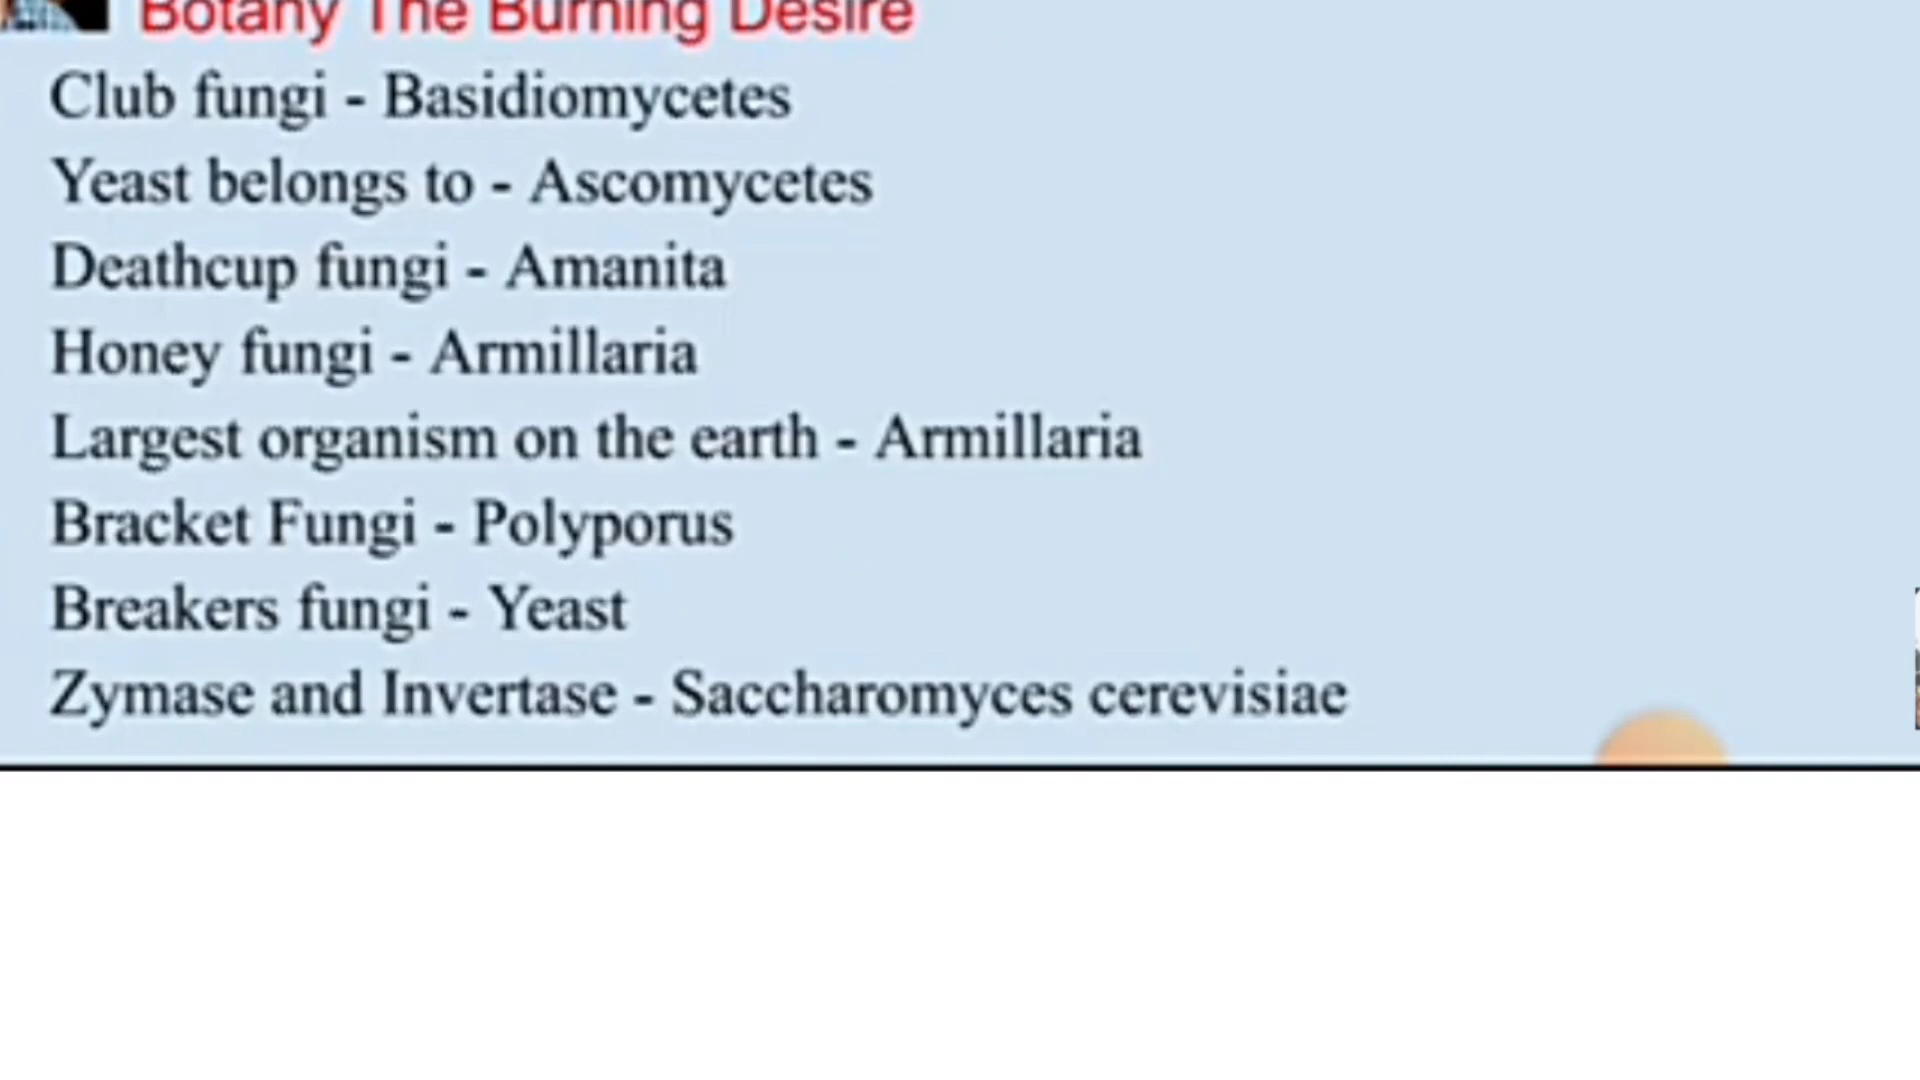 Botany The Burning Desire
Club fungi - Basidiomycetes
Yeast belongs to - Ascomycetes
Deathcup fungi - Amanita
Honey fungi - Armillaria
Largest organism on the earth - Armillaria
Bracket Fungi - Polyporus
Breakers fungi - Yeast
Zymase and Invertase - Saccharomyces cerevisiae